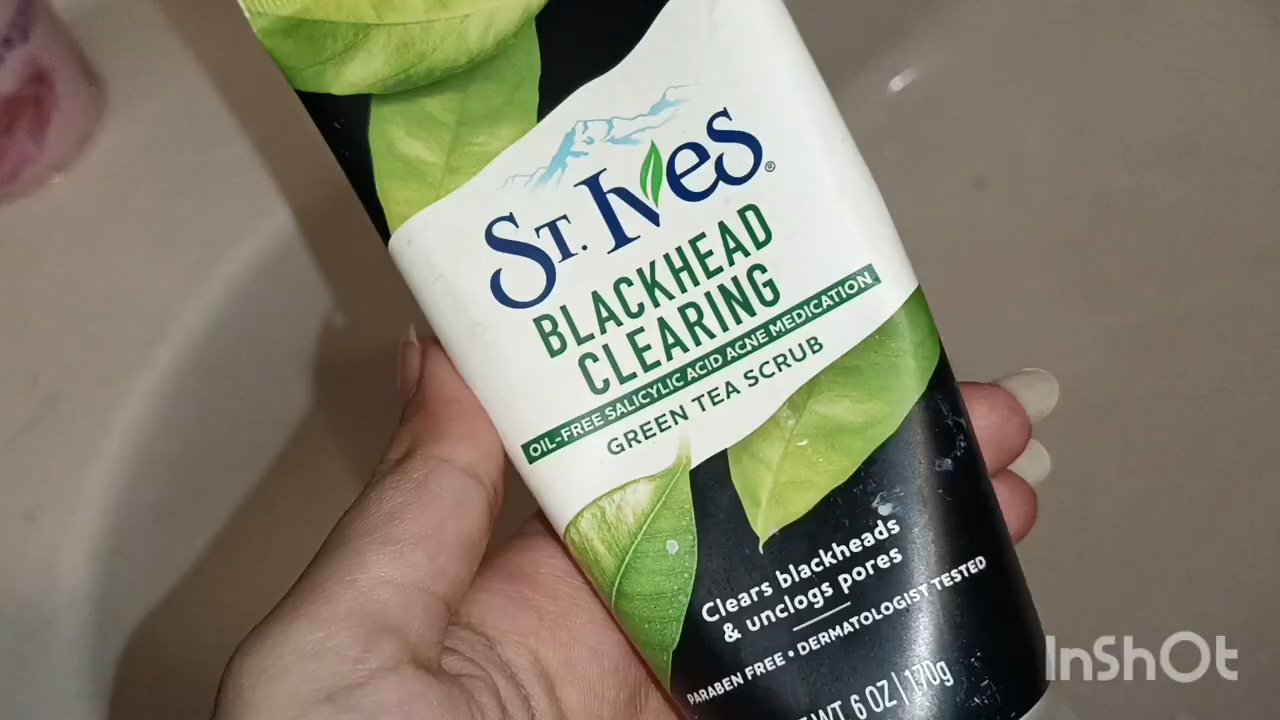 St. Ives®
BLACKHEAD
CLEARING
OIL-FREE SALICYLIC ACID ACNE MEDICATION
GREEN TEA SCRUB
Clears blackheads
& unclogs pores
PARABEN FREE • DERMATOLOGIST TESTED
WT 6 OZ | 170g
InShOt